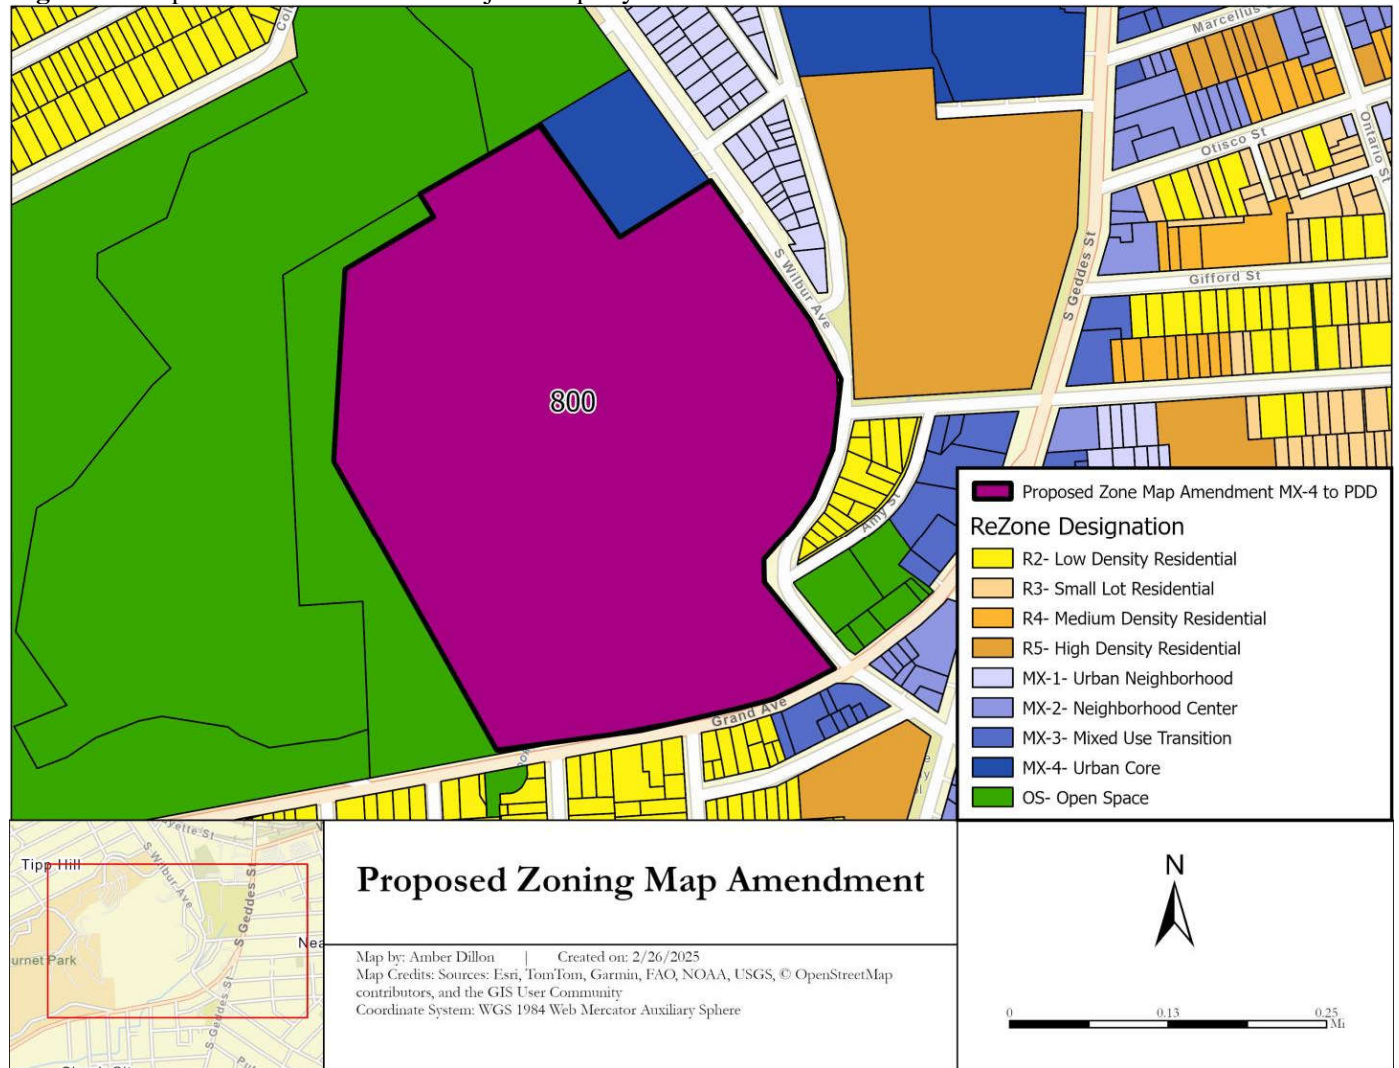 Marcellus
Otisco St
Ontario St
S Wilbur Ave
S Geddes St
Gifford St
800
Amy St
Grand Ave
Proposed Zone Map Amendment MX-4 to PDD
ReZone Designation
R2- Low Density Residential
R3- Small Lot Residential
R4- Medium Density Residential
R5- High Density Residential
MX-1- Urban Neighborhood
MX-2- Neighborhood Center
MX-3- Mixed Use Transition
MX-4- Urban Core
OS- Open Space
Tipp Hill
S Wilbur Ave
S Geddes St
Nea
urnet Park
S Geddes St
Proposed Zoning Map Amendment
Map by: Amber Dillon | Created on: 2/26/2025
Map Credits: Sources: Esri, TomTom, Garmin, FAO, NOAA, USGS, © OpenStreetMap
contributors, and the GIS User Community
Coordinate System: WGS 1984 Web Mercator Auxiliary Sphere
N
0 0.13 0.25
Mi